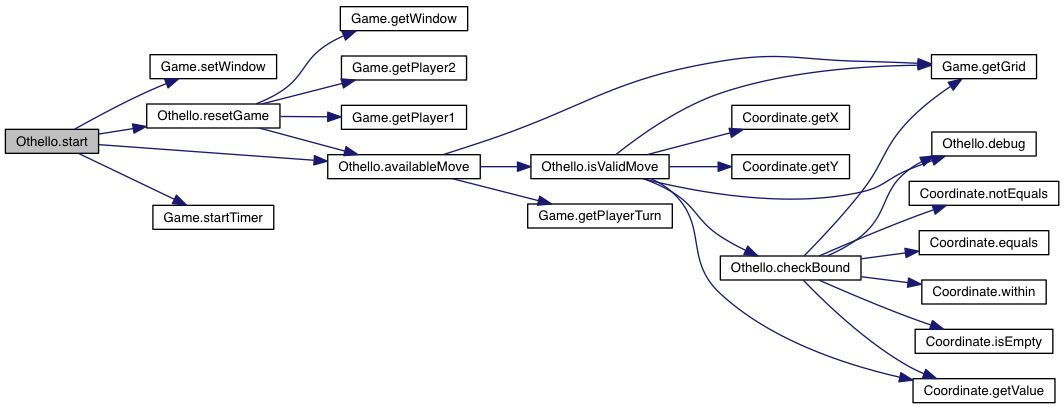 Game.getWindow
Game.setWindow
Game.getPlayer2
Game.getGrid
Othello.resetGame
Game.getPlayer1
Coordinate.getX
Othello.start
Othello.debug
Othello.availableMove
Othello.isValidMove
Coordinate.getY
Coordinate.notEquals
Game.startTimer
Game.getPlayerTurn
Coordinate.equals
Othello.checkBound
Coordinate.within
Coordinate.isEmpty
Coordinate.getValue